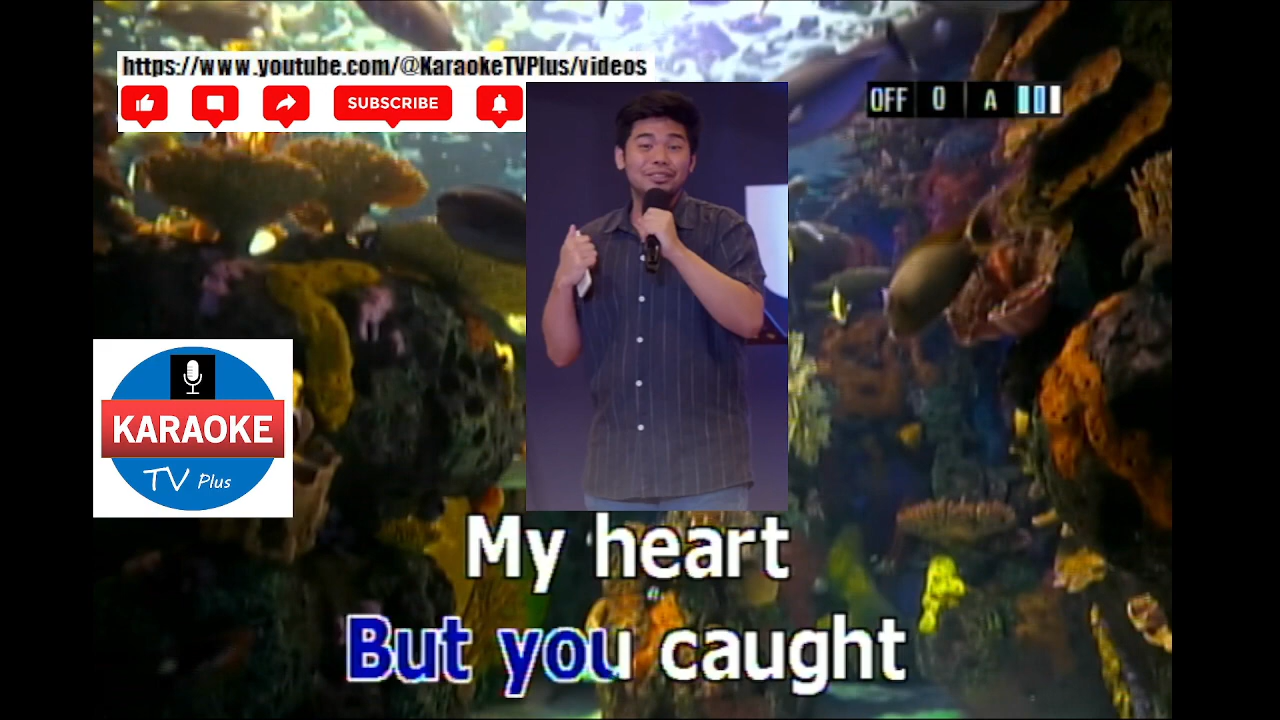 https://www.youtube.com/@KaraokeTVPlus/videos
SUBSCRIBE
OFF 0 A
KARAOKE
TV Plus
My heart
But you caught